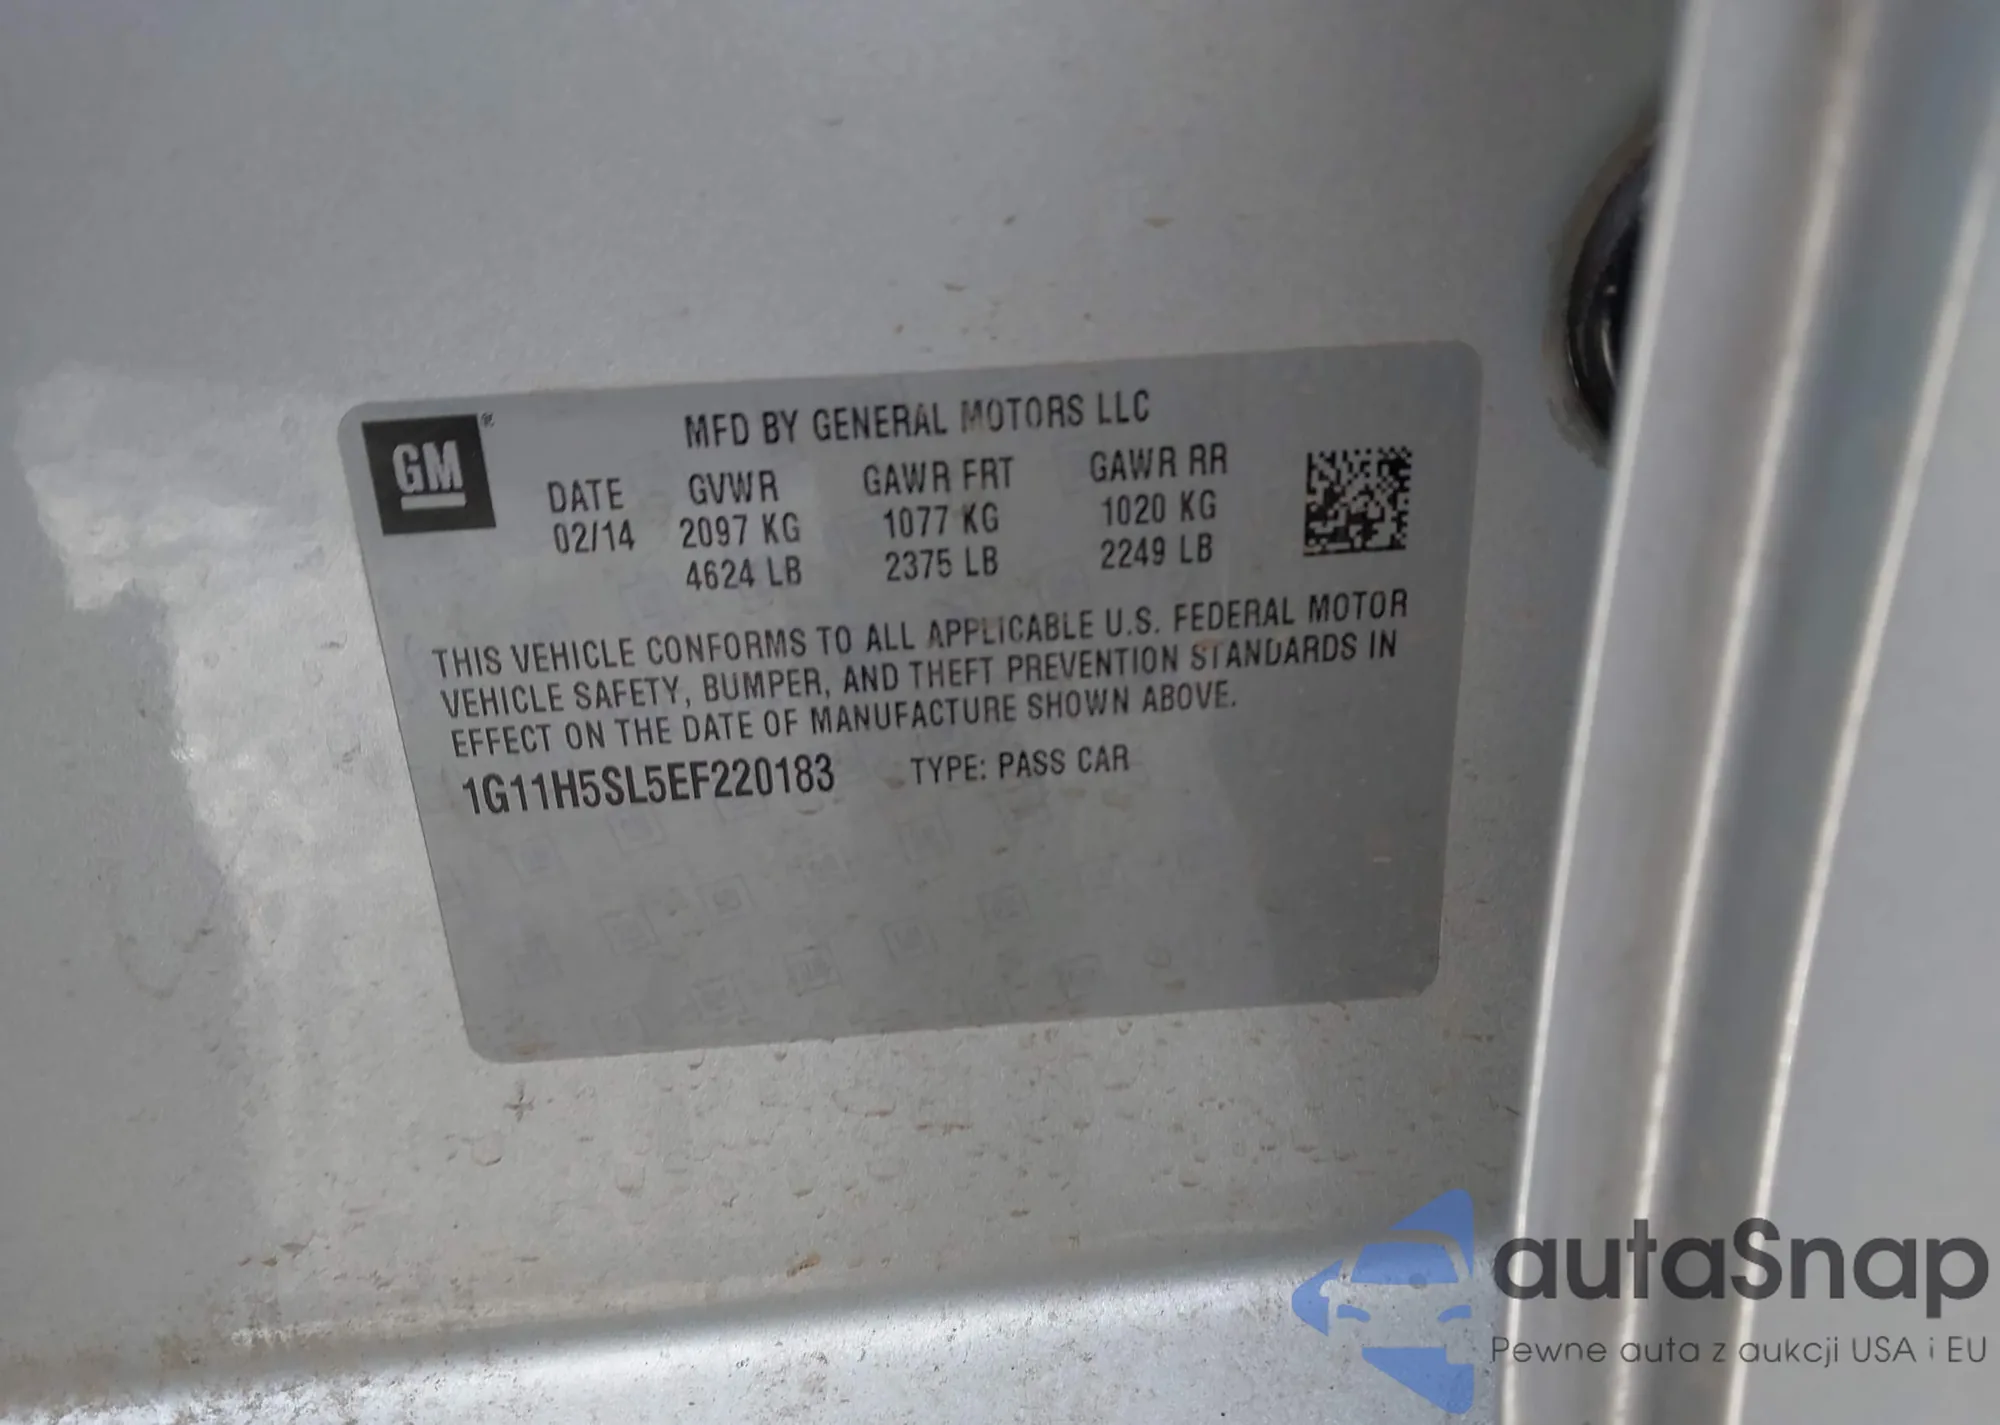 GM ®
MFD BY GENERAL MOTORS LLC
DATE GVWR GAWR FRT GAWR RR
02/14 2097 KG 1077 KG 1020 KG
4624 LB 2375 LB 2249 LB
THIS VEHICLE CONFORMS TO ALL APPLICABLE U.S. FEDERAL MOTOR
VEHICLE SAFETY, BUMPER, AND THEFT PREVENTION STANDARDS IN
EFFECT ON THE DATE OF MANUFACTURE SHOWN ABOVE.
1G11H5SL5EF220183 TYPE: PASS CAR
autaSnap
Pewne auta z aukcji USA i EU